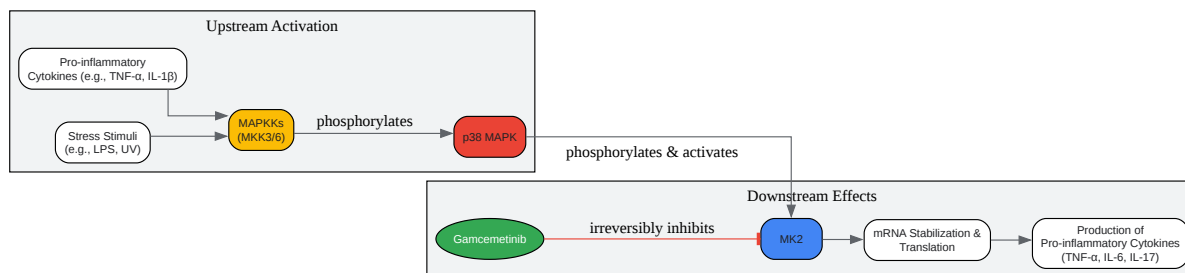 Upstream Activation
Pro-inflammatory
Cytokines (e.g., TNF-α, IL-1β)
Stress Stimuli
(e.g., LPS, UV)
MAPKKs
(MKK3/6)
phosphorylates
p38 MAPK
phosphorylates & activates
Downstream Effects
Gamcemetinib
irreversibly inhibits
MK2
mRNA Stabilization &
Translation
Production of
Pro-inflammatory Cytokines
(TNF-α, IL-6, IL-17)